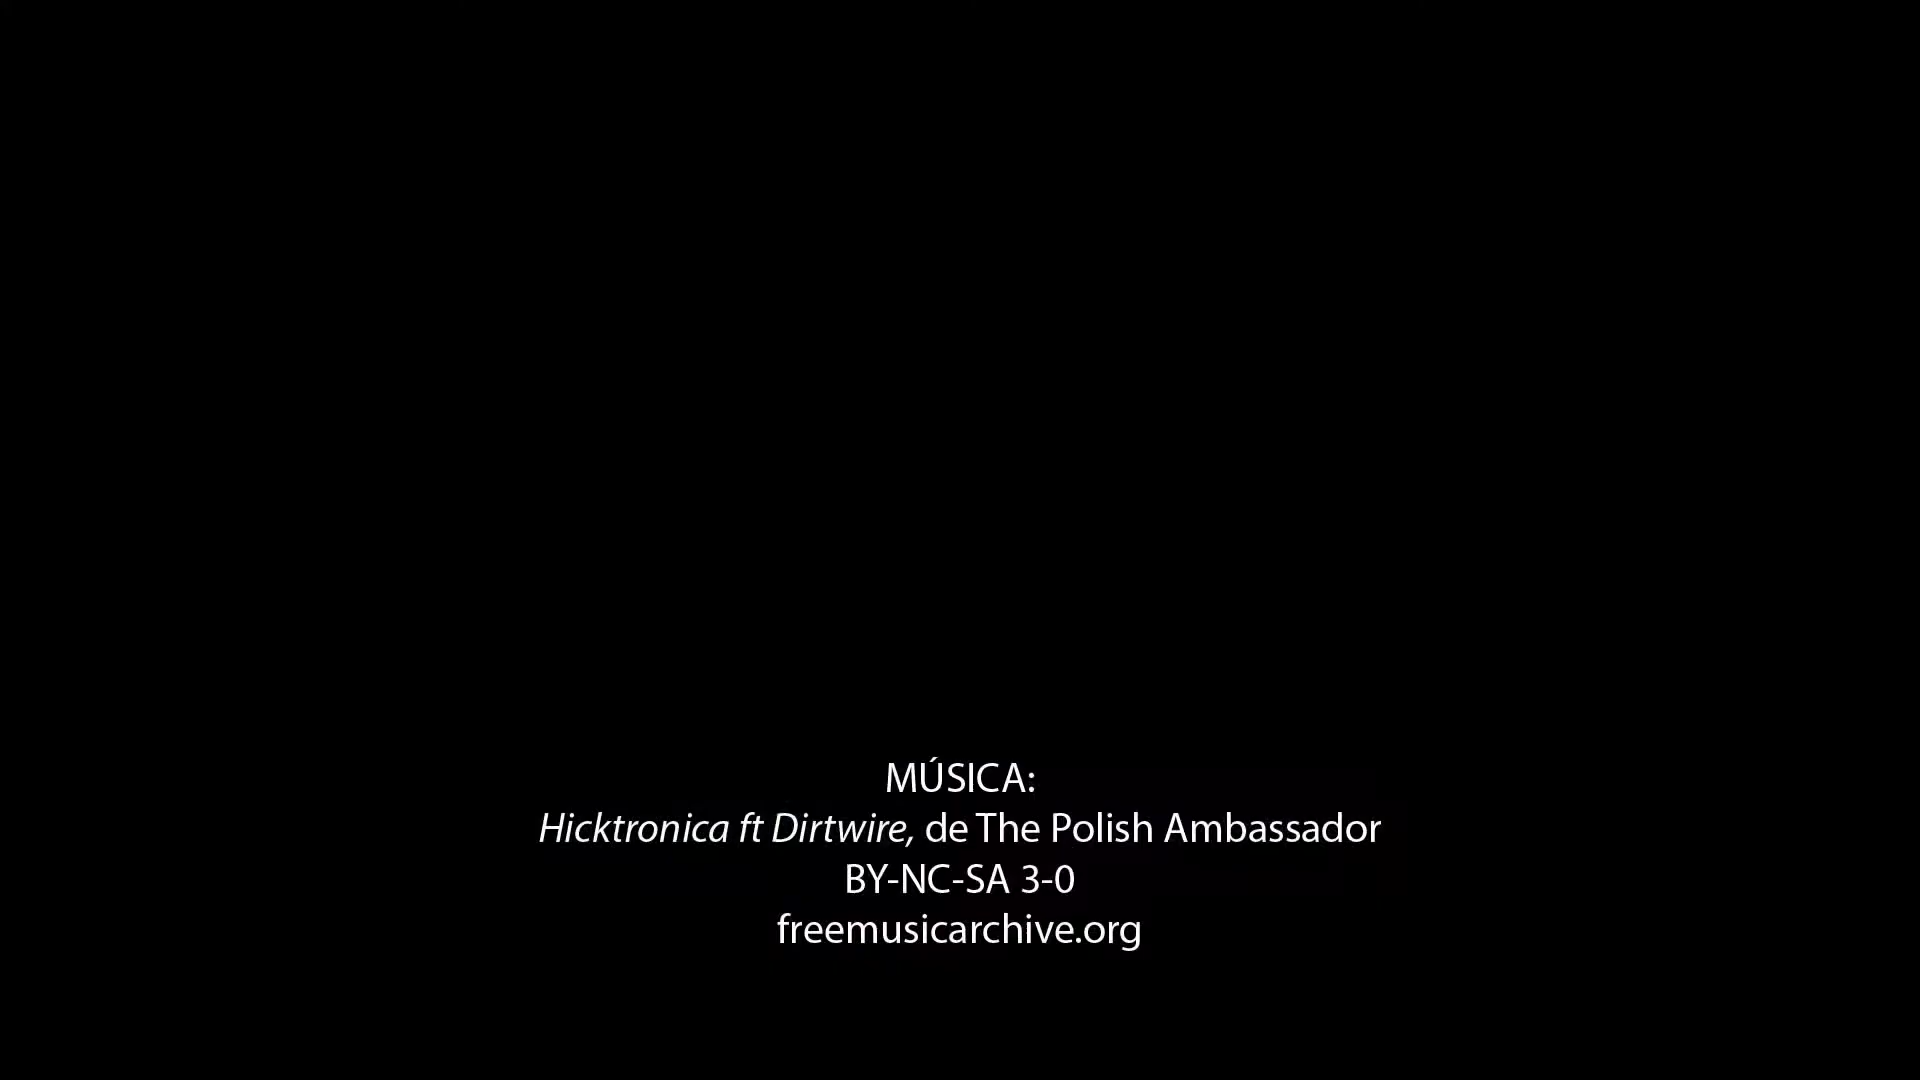 MÚSICA:
Hicktronica ft Dirtwire, de The Polish Ambassador
BY-NC-SA 3-0
freemusicarchive.org